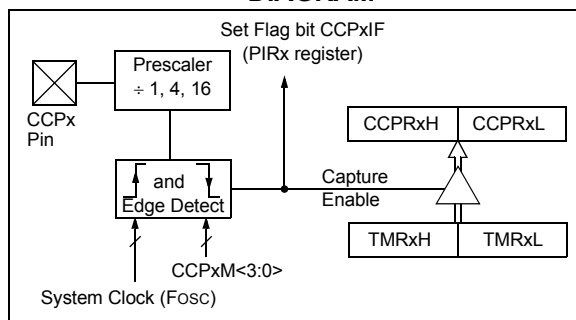 DIAGRAM
Set Flag bit CCPxIF
(PIRx register)
Prescaler
÷ 1, 4, 16
CCPx
Pin
CCPRxH
CCPRxL
and
Edge Detect
Capture
Enable
TMRxH
TMRxL
CCPxM<3:0>
System Clock (FOSC)